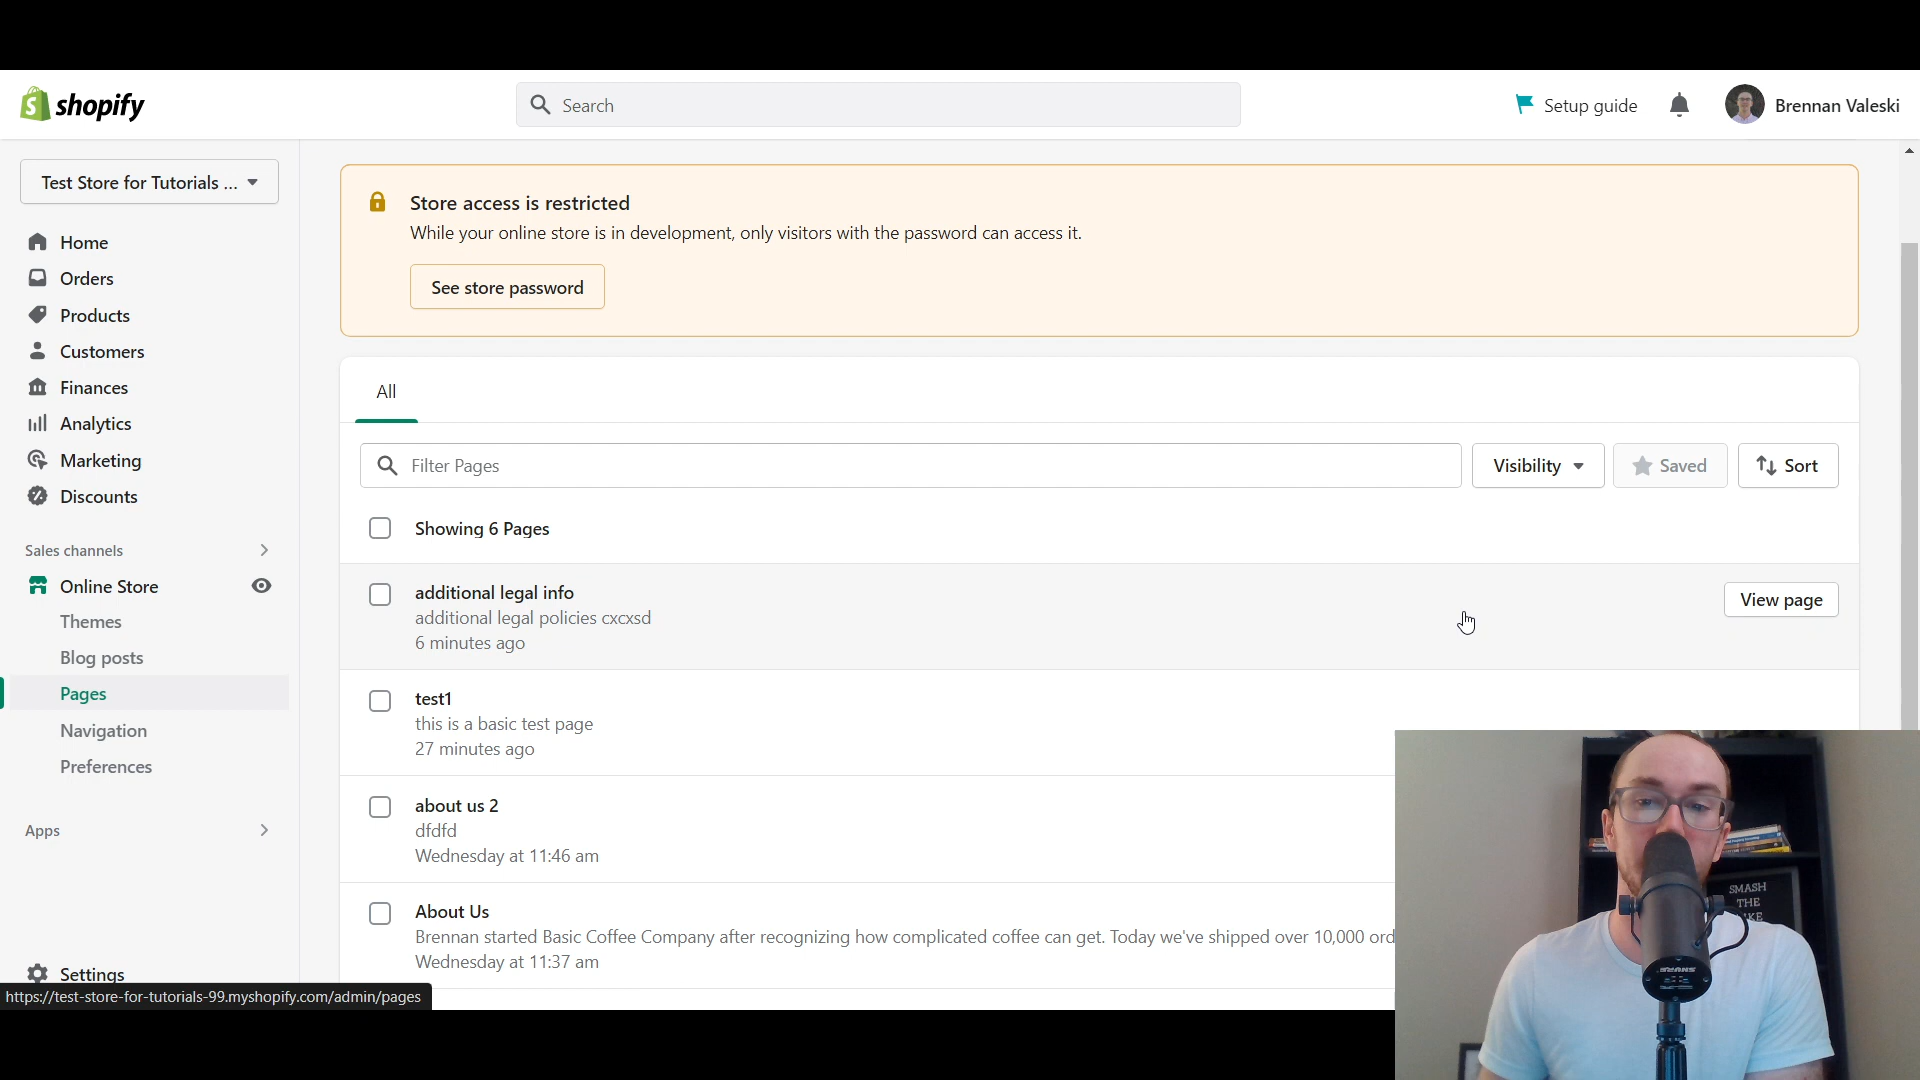 shopify
Search
Setup guide
Brennan Valeski
Test Store for Tutorials ...
Home
Orders
Products
Customers
Finances
Analytics
Marketing
Discounts
Sales channels
Online Store
Themes
Blog posts
Pages
Navigation
Preferences
Apps
Settings
https://test-store-for-tutorials-99.myshopify.com/admin/pages
Store access is restricted
While your online store is in development, only visitors with the password can access it.
See store password
All
Filter Pages
Visibility
Saved
Sort
Showing 6 Pages
additional legal info
additional legal policies cxcxsd
6 minutes ago
View page
test1
this is a basic test page
27 minutes ago
about us 2
dfdfd
Wednesday at 11:46 am
About Us
Brennan started Basic Coffee Company after recognizing how complicated coffee can get. Today we've shipped over 10,000 ord
Wednesday at 11:37 am
SMASH
THE